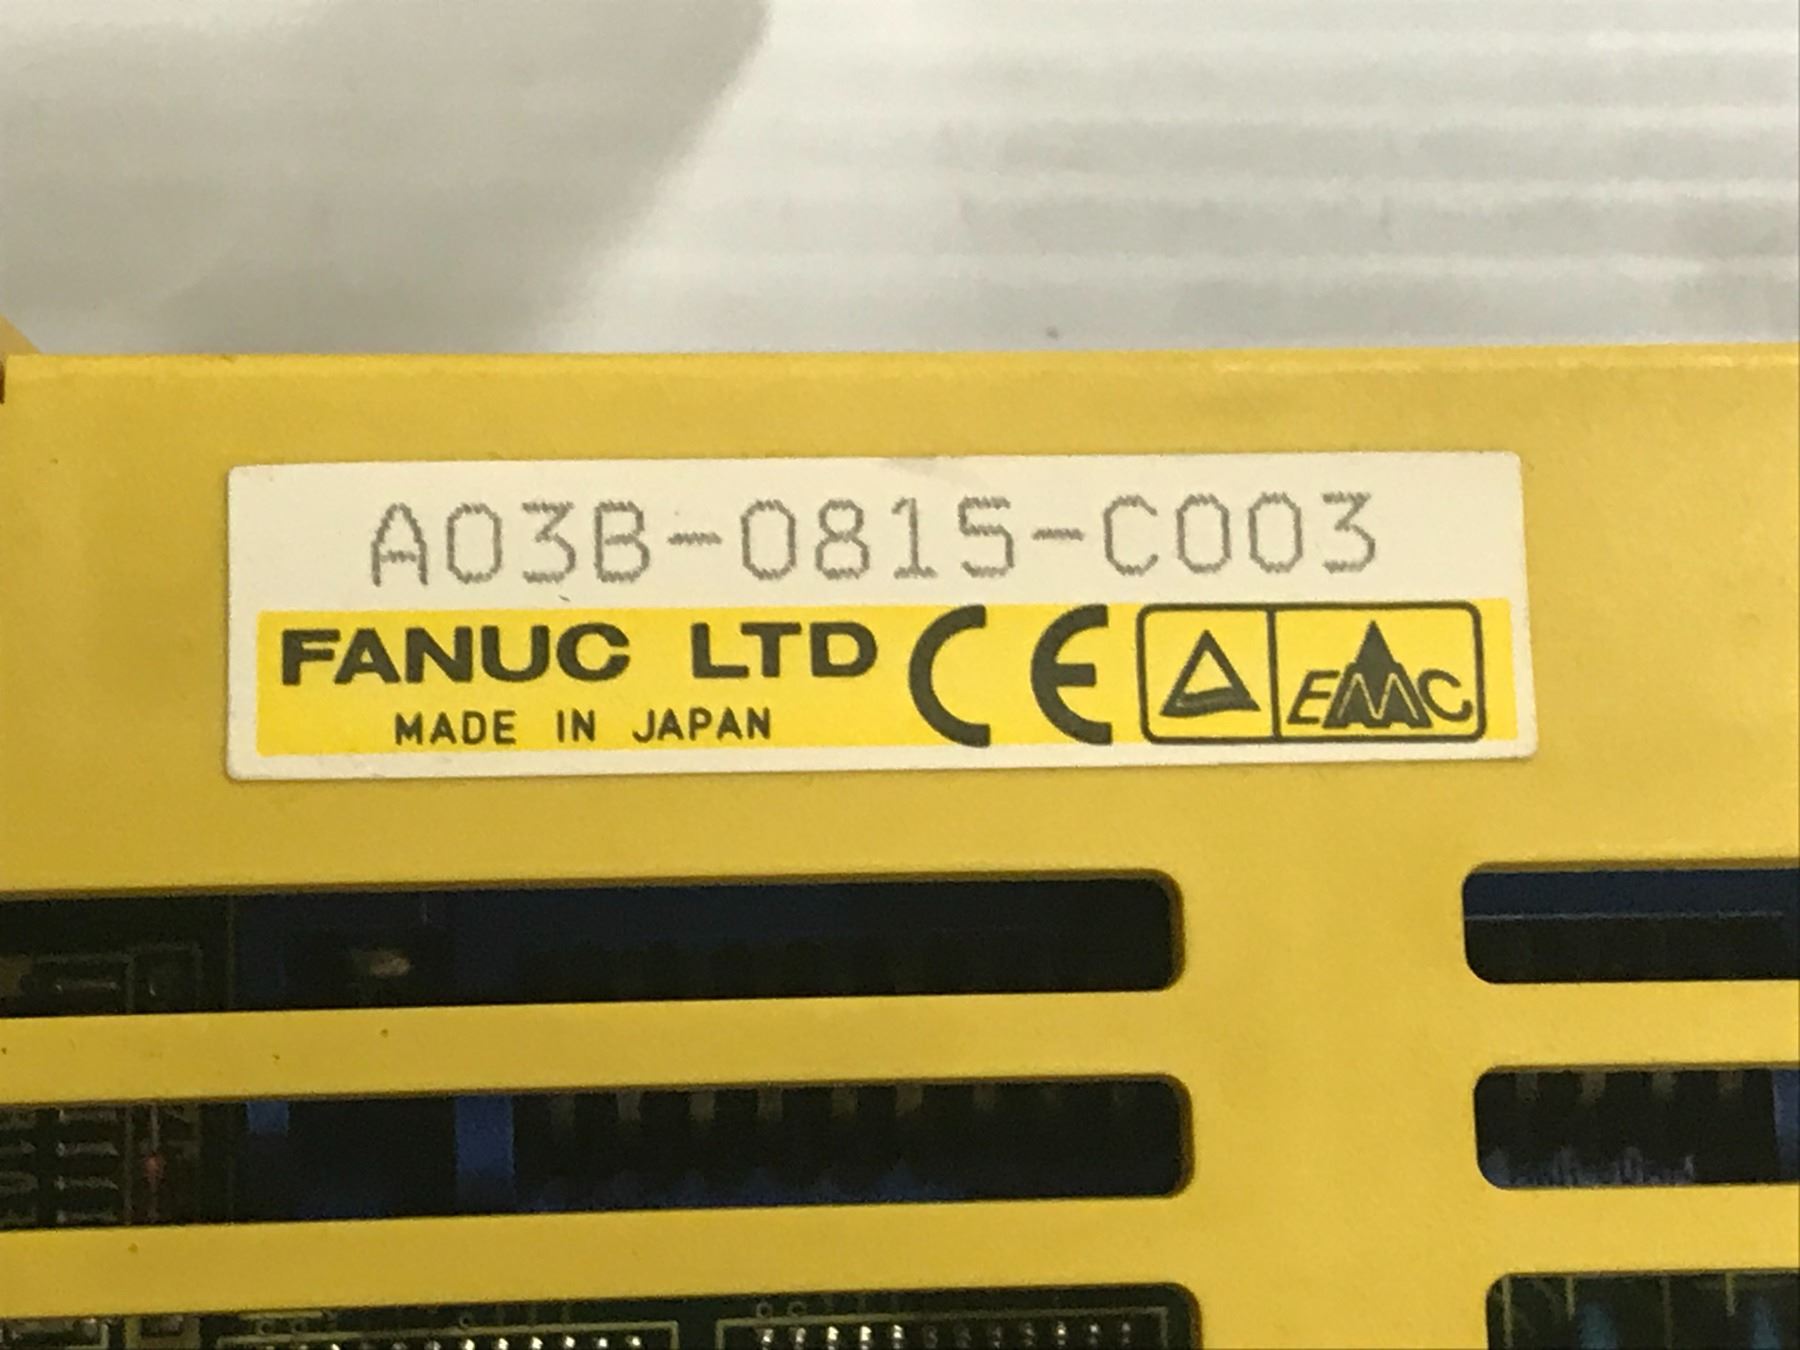 A03B-0815-C003
FANUC LTD CE EMC
MADE IN JAPAN